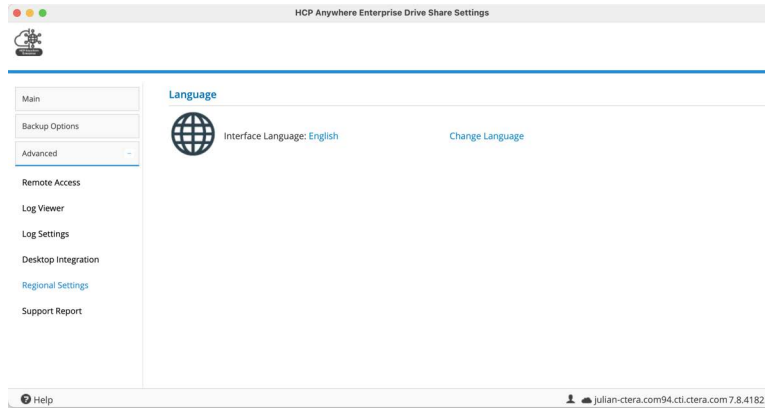 HCP Anywhere Enterprise Drive Share Settings
Main
Backup Options
Advanced
Remote Access
Log Viewer
Log Settings
Desktop Integration
Regional Settings
Support Report
Language
Interface Language: English Change Language
Help
julian-ctera.com94.cti.ctera.com 7.8.4182